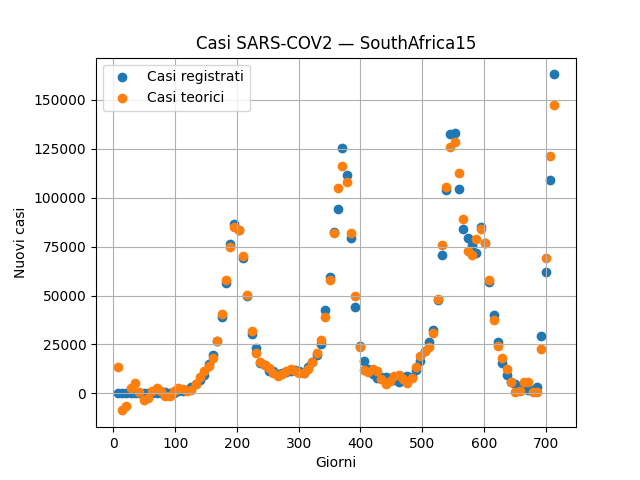 Casi SARS-COV2 — SouthAfrica15
Casi registrati
Casi teorici
Nuovi casi
150000
125000
100000
75000
50000
25000
0
0 100 200 300 400 500 600 700
Giorni